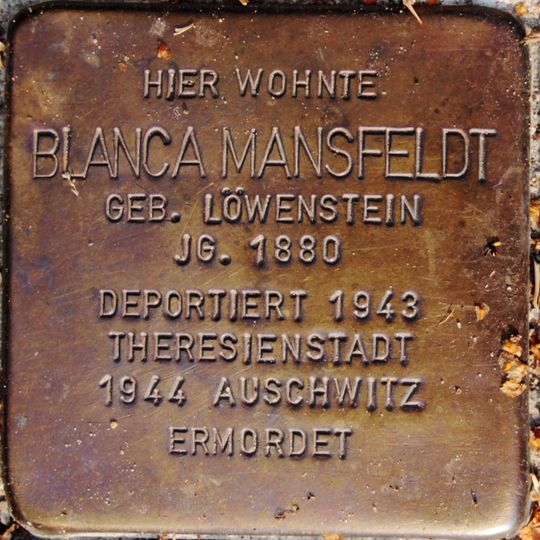 HIER WOHNTE
BLANCA MANSFELDT
GEB. LÖWENSTEIN
JG. 1880
DEPORTIERT 1943
THERESIENSTADT
1944 AUSCHWITZ
ERMORDET